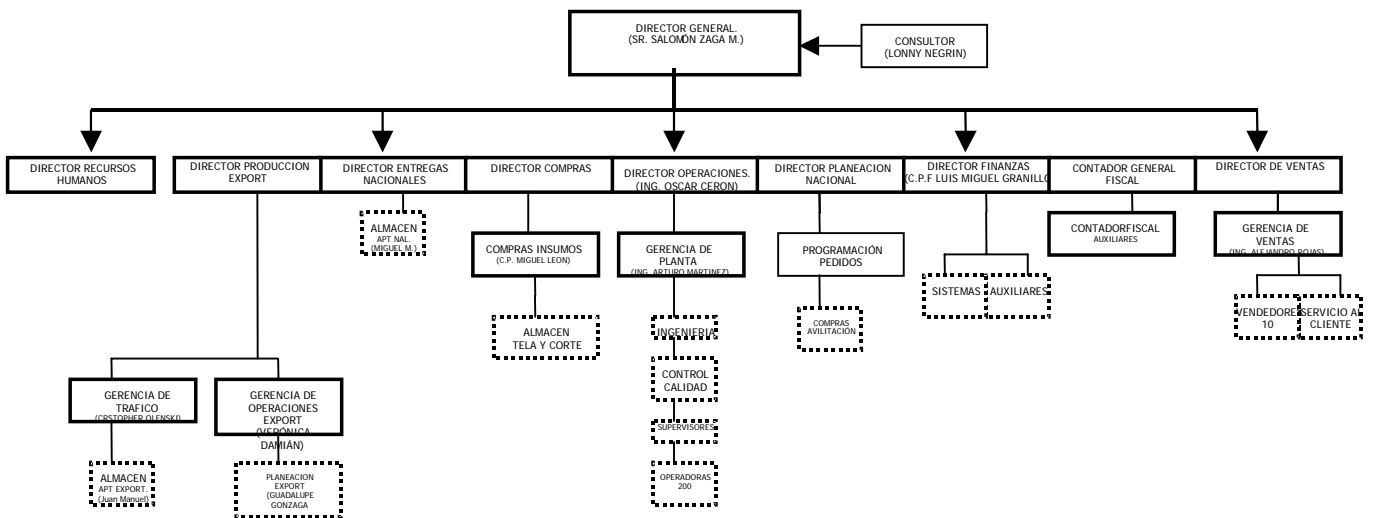 DIRECTOR GENERAL.
(SR. SALOMÓN ZAGA M.)
CONSULTOR
(LONNY NEGRIN)
DIRECTOR RECURSOS
HUMANOS
DIRECTOR PRODUCCION
EXPORT
DIRECTOR ENTREGAS
NACIONALES
DIRECTOR COMPRAS
DIRECTOR OPERACIONES.
(ING. OSCAR CERON)
DIRECTOR PLANEACION
NACIONAL
DIRECTOR FINANZAS
(C.P.F LUIS MIGUEL GRANILLO
CONTADOR GENERAL
FISCAL
DIRECTOR DE VENTAS
ALMACEN
APT NAL.
(MIGUEL M.)
COMPRAS INSUMOS
(C.P. MIGUEL LEON)
GERENCIA DE
PLANTA
(ING. ARTURO MARTINEZ)
PROGRAMACIÓN
PEDIDOS
CONTADORFISCAL
AUXILIARES
GERENCIA DE
VENTAS
(ING. ALEJANDRO ROJAS)
SISTEMAS
AUXILIARES
VENDEDORES
10
SERVICIO AL
CLIENTE
ALMACEN
TELA Y CORTE
INGENIERIA
COMPRAS
AVILITACIÓN
CONTROL
CALIDAD
SUPERVISORES
OPERADORAS
200
GERENCIA DE
TRAFICO
(CRSTOPHER OLENSKI)
GERENCIA DE
OPERACIONES
EXPORT
(VERÓNICA
DAMIÁN)
ALMACEN
APT EXPORT.
(Juan Manuel)
PLANEACION
EXPORT
(GUADALUPE
GONZAGA